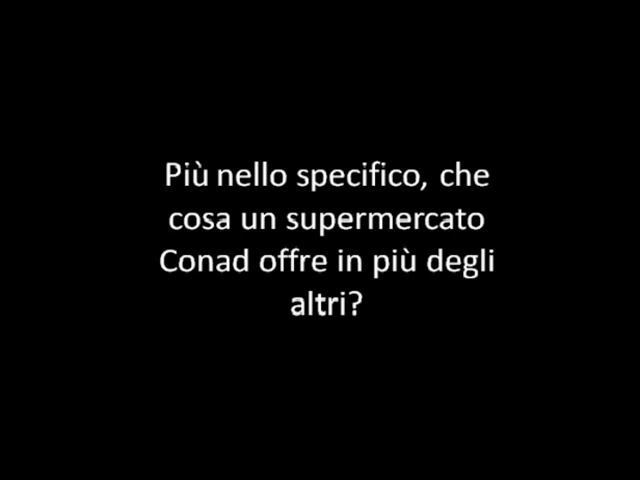 Più nello specifico, che
cosa un supermercato
Conad offre in più degli
altri?